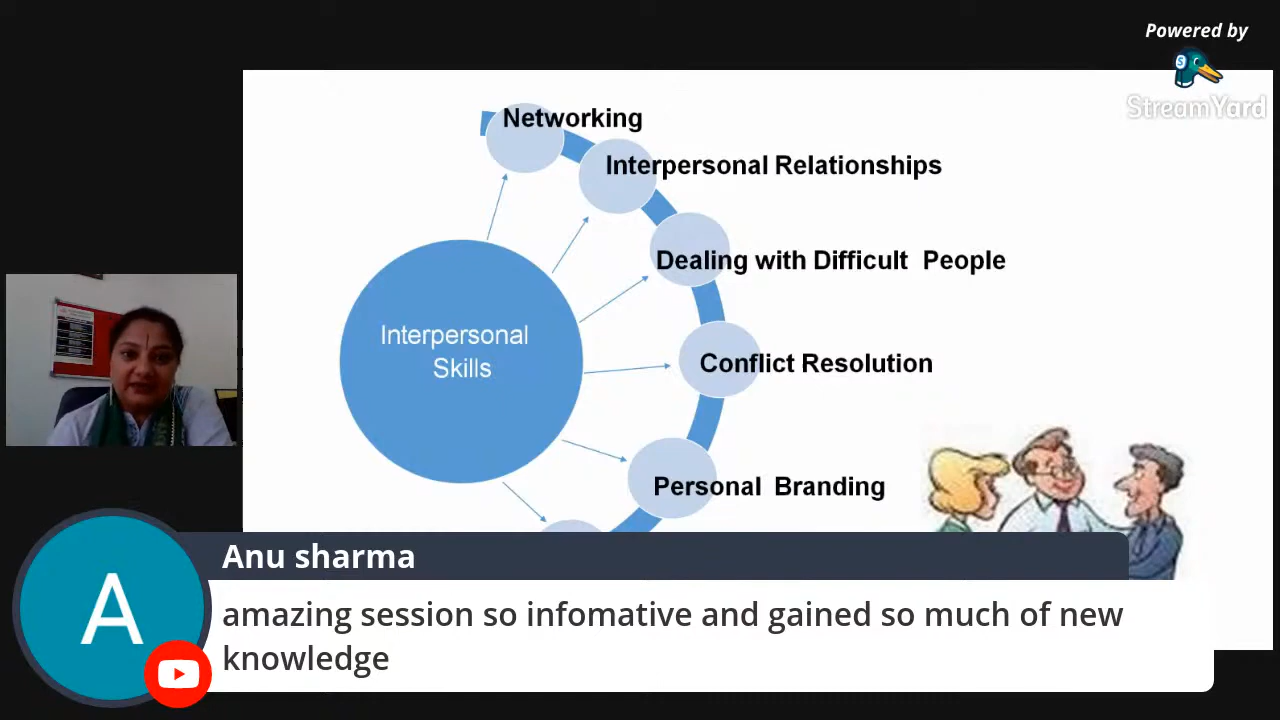 Powered by
StreamYard
Networking
Interpersonal Relationships
Dealing with Difficult People
Interpersonal
Skills
Conflict Resolution
Personal Branding
Anu sharma
A
amazing session so infomative and gained so much of new
knowledge